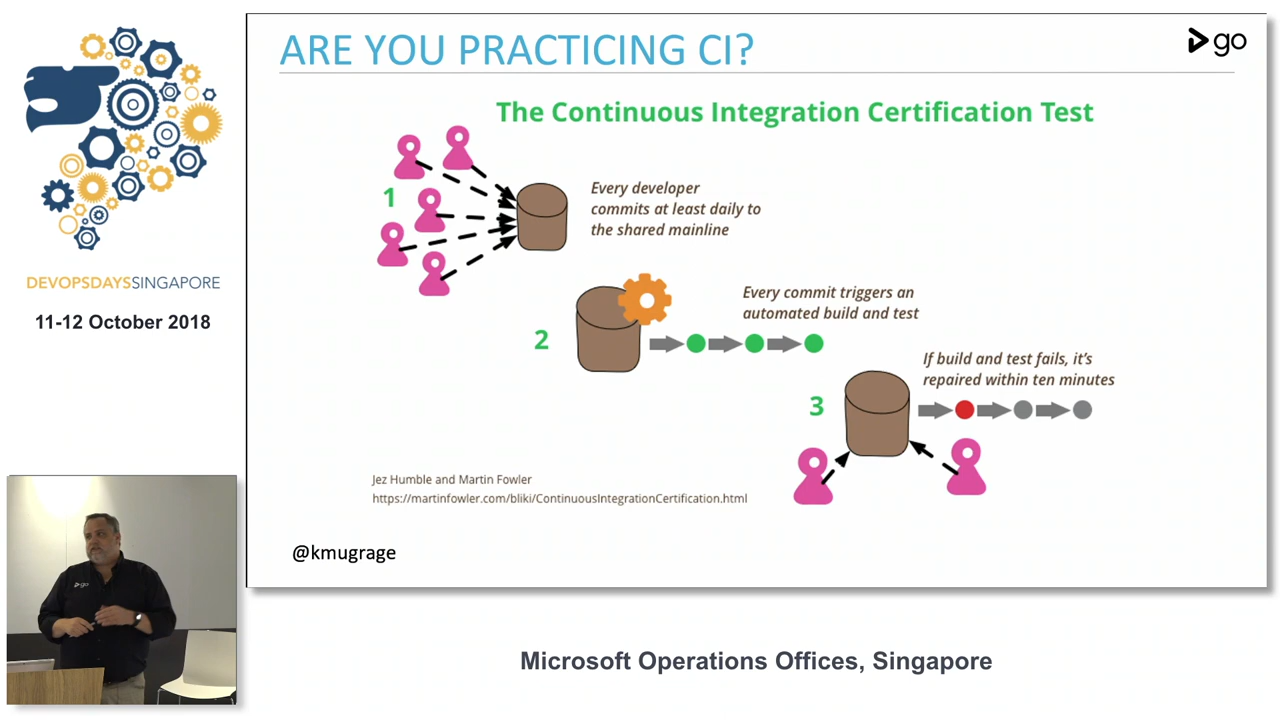 ARE YOU PRACTICING CI?
go
The Continuous Integration Certification Test
1
Every developer
commits at least daily to
the shared mainline
2
Every commit triggers an
automated build and test
3
If build and test fails, it's
repaired within ten minutes
Jez Humble and Martin Fowler
https://martinfowler.com/bliki/ContinuousIntegrationCertification.html
@kmugrage
DEVOPSDAYSSINGAPORE
11-12 October 2018
go
Microsoft Operations Offices, Singapore